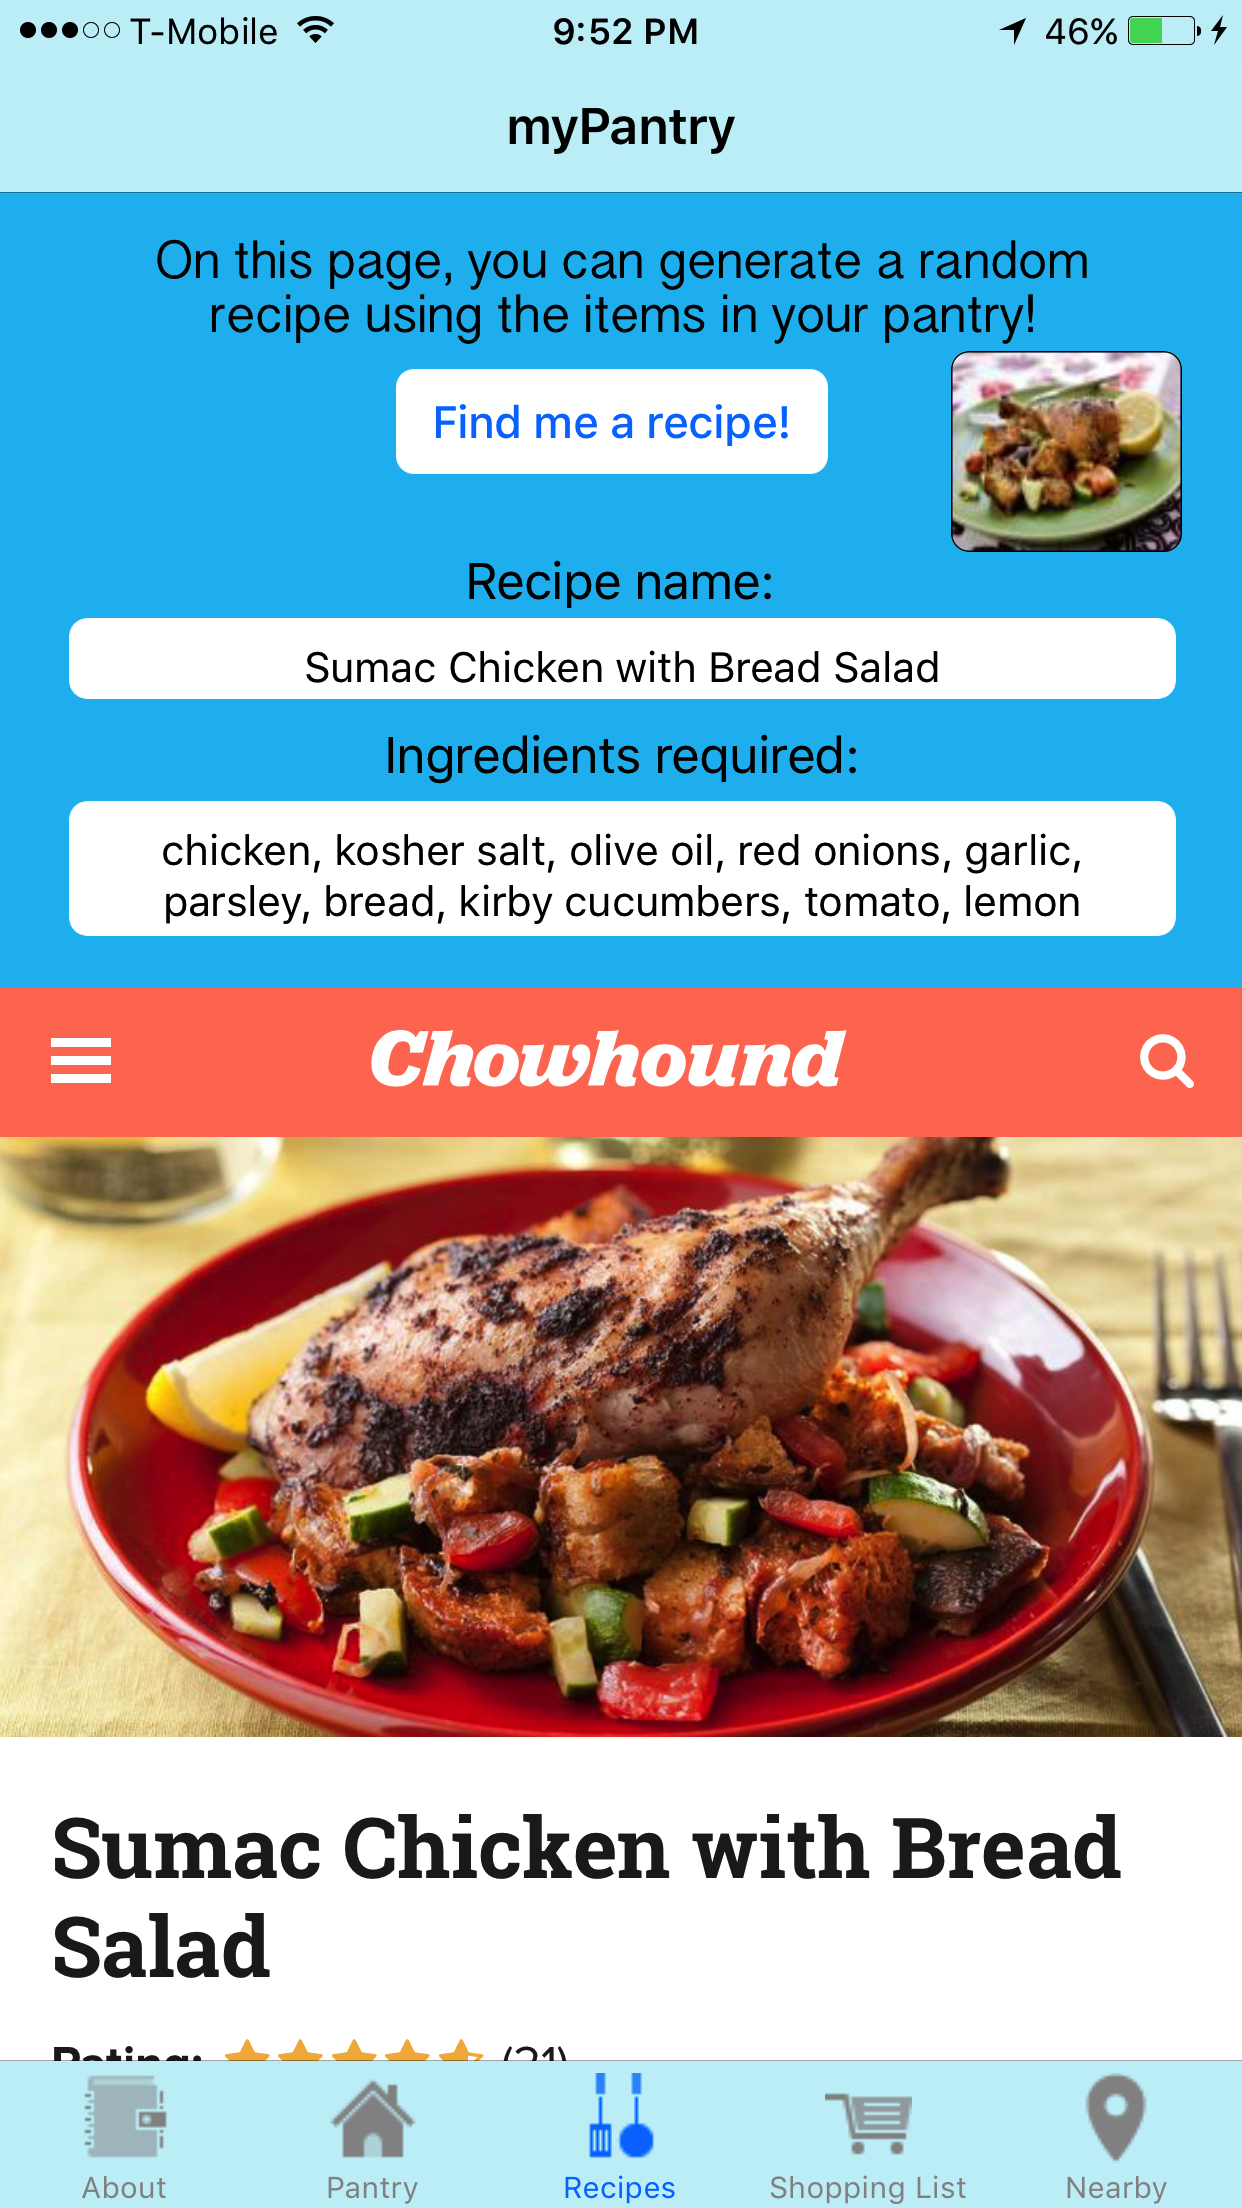 T-Mobile 9:52 PM 46%
myPantry
On this page, you can generate a random
recipe using the items in your pantry!
Find me a recipe!
Recipe name:
Sumac Chicken with Bread Salad
Ingredients required:
chicken, kosher salt, olive oil, red onions, garlic,
parsley, bread, kirby cucumbers, tomato, lemon
Chowhound
Sumac Chicken with Bread
Salad
Rating: (21)
About Pantry Recipes Shopping List Nearby